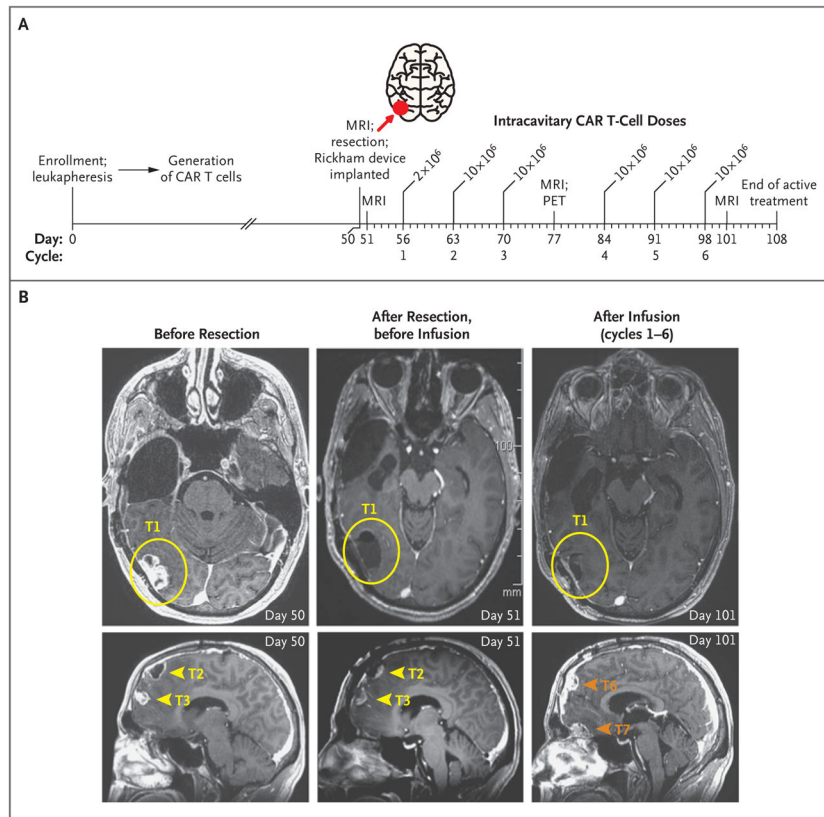 A
MRI;
resection;
Rickham device
implanted
Intracavitary CAR T-Cell Doses
Enrollment;
leukapheresis
Generation
of CAR T cells
MRI
2×10⁶
10×10⁶
10×10⁶
MRI;
PET
10×10⁶
10×10⁶
10×10⁶
MRI
End of active
treatment
Day: 0 50 51 56 63 70 77 84 91 98 101 108
Cycle: 1 2 3 4 5 6
B
Before Resection
After Resection,
before Infusion
After Infusion
(cycles 1–6)
T1
Day 50
100
T1
mm
Day 51
T1
Day 101
Day 50
T2
T3
Day 51
T2
T3
Day 101
T6
T7